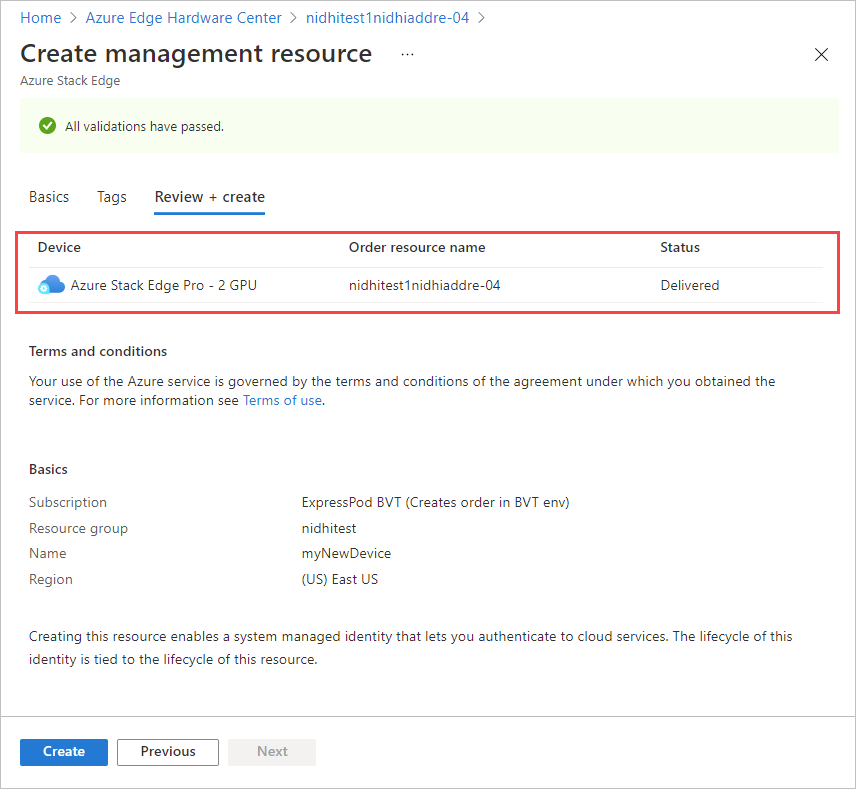 Home > Azure Edge Hardware Center > nidhitest1nidhiaddre-04 >
Create management resource ...
Azure Stack Edge
All validations have passed.
Basics Tags Review + create
Device Order resource name Status
Azure Stack Edge Pro - 2 GPU nidhitest1nidhiaddre-04 Delivered
Terms and conditions
Your use of the Azure service is governed by the terms and conditions of the agreement under which you obtained the
service. For more information see Terms of use.
Basics
Subscription ExpressPod BVT (Creates order in BVT env)
Resource group nidhitest
Name myNewDevice
Region (US) East US
Creating this resource enables a system managed identity that lets you authenticate to cloud services. The lifecycle of this
identity is tied to the lifecycle of this resource.
Create Previous Next